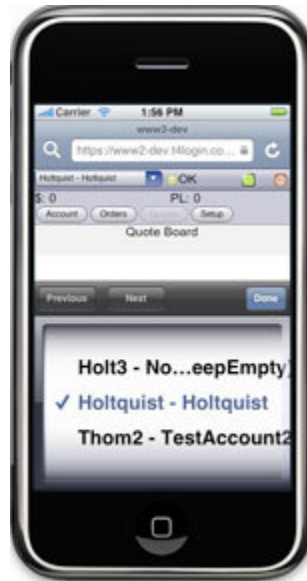 Carrier 1:56 PM
www2-dev
https://www2-dev.t4login.co...
Holtquist - Holtquist OK
$: 0 PL: 0
Account Orders Quotes Setup
Quote Board
Previous Next Done
Holt3 - No...eepEmpty)
✓ Holtquist - Holtquist
Thom2 - TestAccount2